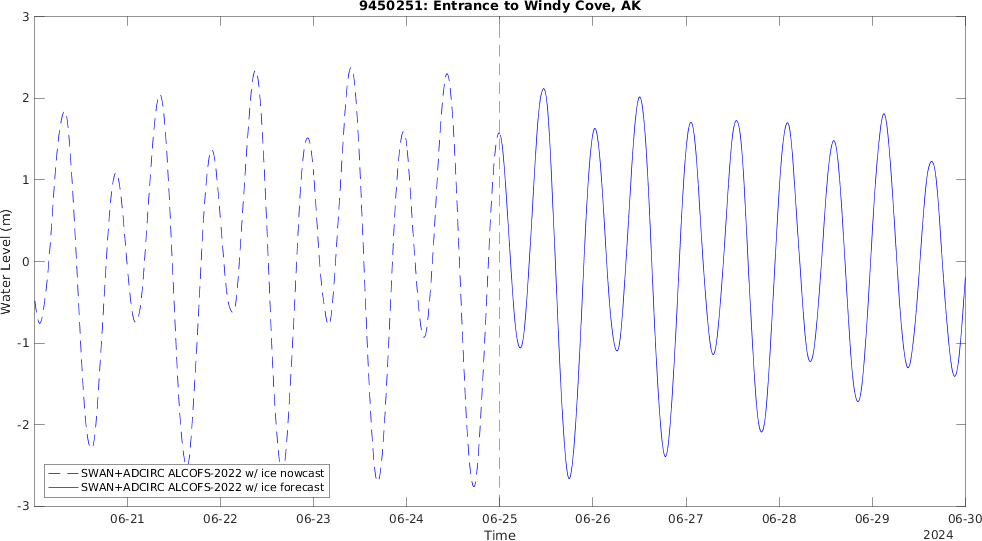 9450251: Entrance to Windy Cove, AK
3
2
1
0
-1
-2
-3
Water Level (m)
SWAN+ADCIRC ALCOFS-2022 w/ ice nowcast
SWAN+ADCIRC ALCOFS-2022 w/ ice forecast
06-21 06-22 06-23 06-24 06-25 06-26 06-27 06-28 06-29 06-30
Time
2024